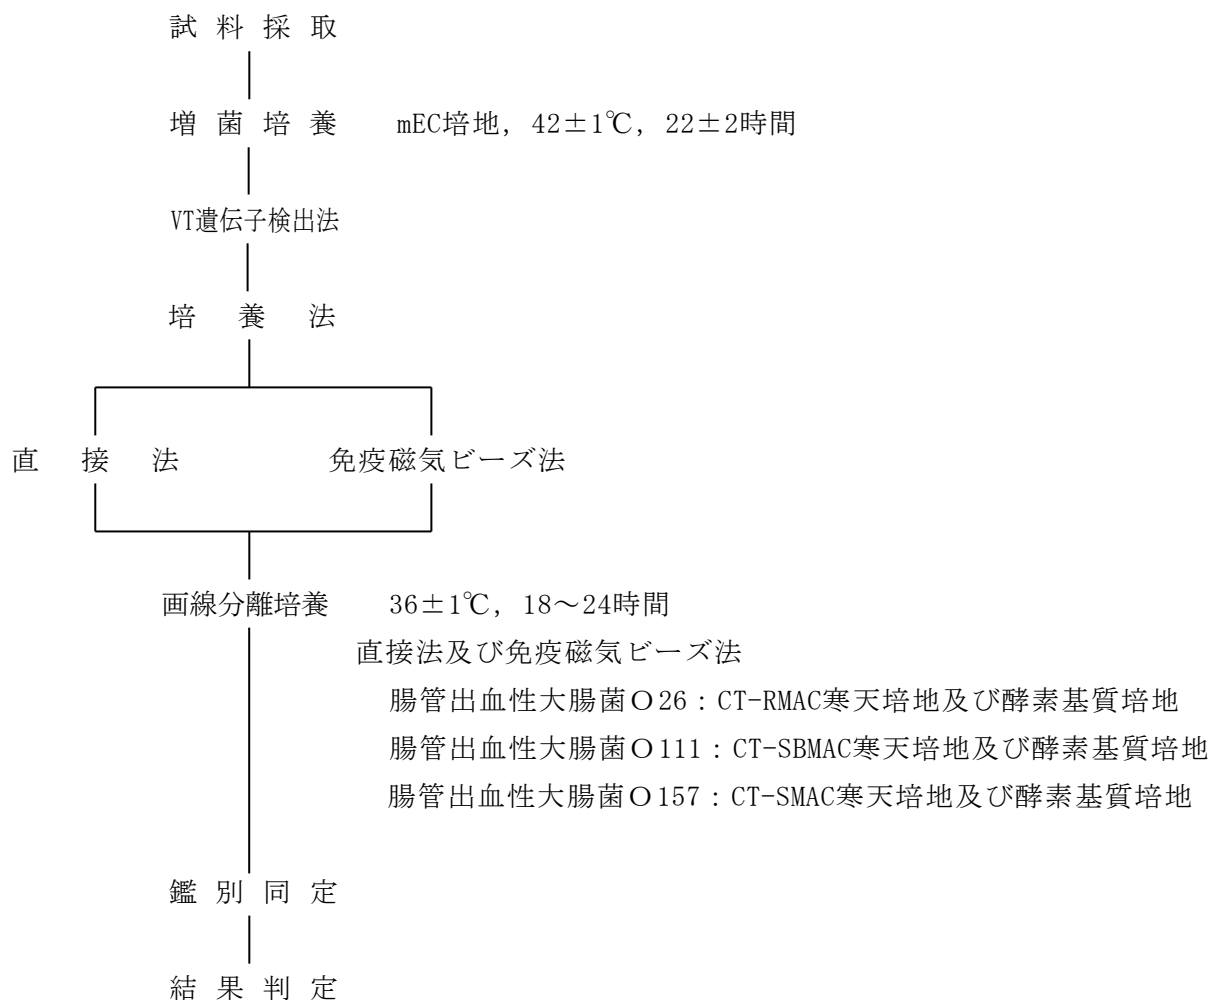 試料採取
増菌培養　mEC培地，42±1℃，22±2時間
VT遺伝子検出法
培養法
直接法　免疫磁気ビーズ法
画線分離培養　36±1℃，18～24時間
直接法及び免疫磁気ビーズ法
腸管出血性大腸菌Ｏ26：CT-RMAC寒天培地及び酵素基質培地
腸管出血性大腸菌Ｏ111：CT-SBMAC寒天培地及び酵素基質培地
腸管出血性大腸菌Ｏ157：CT-SMAC寒天培地及び酵素基質培地
鑑別同定
結果判定